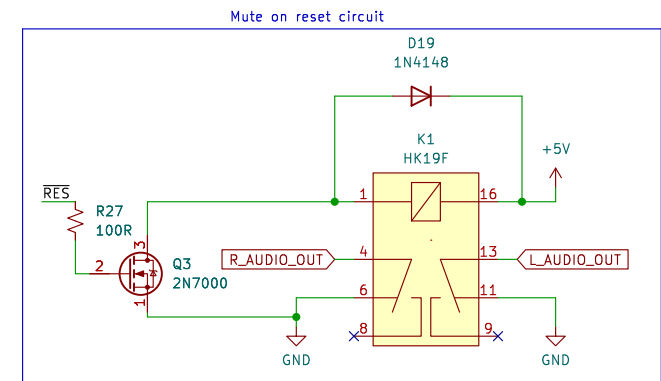 Mute on reset circuit
D19
1N4148
K1
HK19F
+5V
RES
1
16
R27
100R
3
R_AUDIO_OUT
4
13
L_AUDIO_OUT
2
Q3
2N7000
6
11
1
8
9
GND
GND